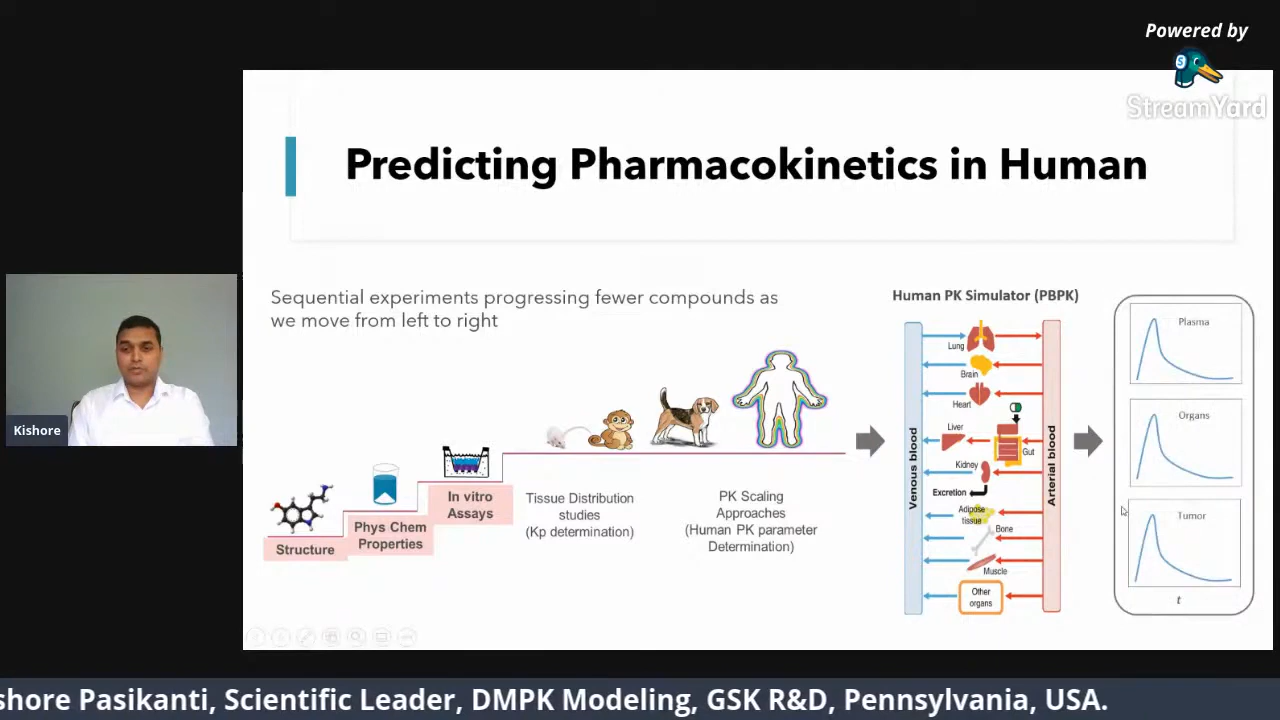 Powered by
StreamYard
Predicting Pharmacokinetics in Human
Sequential experiments progressing fewer compounds as
we move from left to right
Structure
Phys Chem
Properties
In vitro
Assays
Tissue Distribution
studies
(Kp determination)
PK Scaling
Approaches
(Human PK parameter
Determination)
Human PK Simulator (PBPK)
Venous blood
Lung
Brain
Heart
Liver
Gut
Kidney
Excretion
Adipose
tissue
Bone
Muscle
Other
organs
Arterial blood
Plasma
Organs
Tumor
t
Kishore
shore Pasikanti, Scientific Leader, DMPK Modeling, GSK R&D, Pennsylvania, USA.